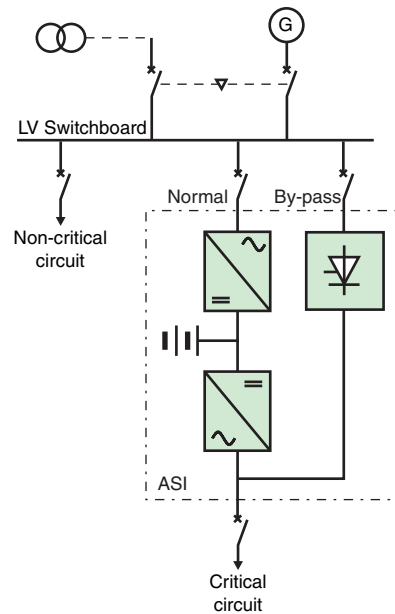 G
LV Switchboard
Normal
By-pass
Non-critical
circuit
ASI
Critical
circuit